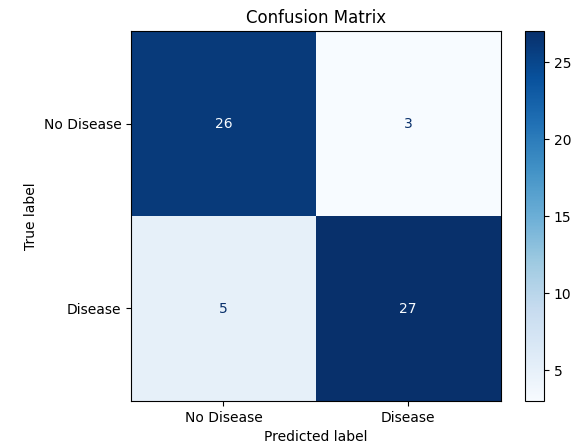 Confusion Matrix
No Disease
26
3
True label
Disease
5
27
No Disease
Disease
Predicted label
25
20
15
10
5